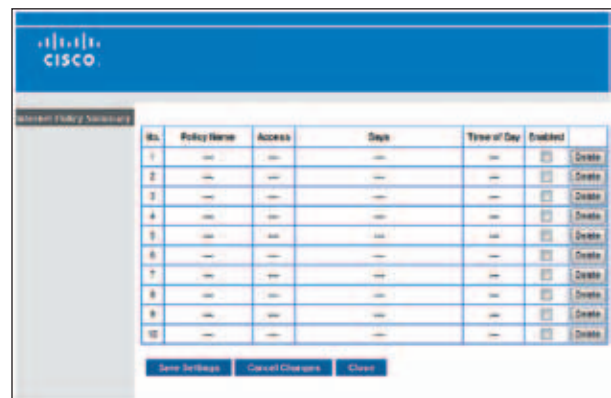 CISCO.
Internet Policy Summary
No. Policy Name Access Days Time of Day Enabled
1 --- --- --- --- Delete
2 --- --- --- --- Delete
3 --- --- --- --- Delete
4 --- --- --- --- Delete
5 --- --- --- --- Delete
6 --- --- --- --- Delete
7 --- --- --- --- Delete
8 --- --- --- --- Delete
9 --- --- --- --- Delete
10 --- --- --- --- Delete
Save Settings Cancel Changes Close